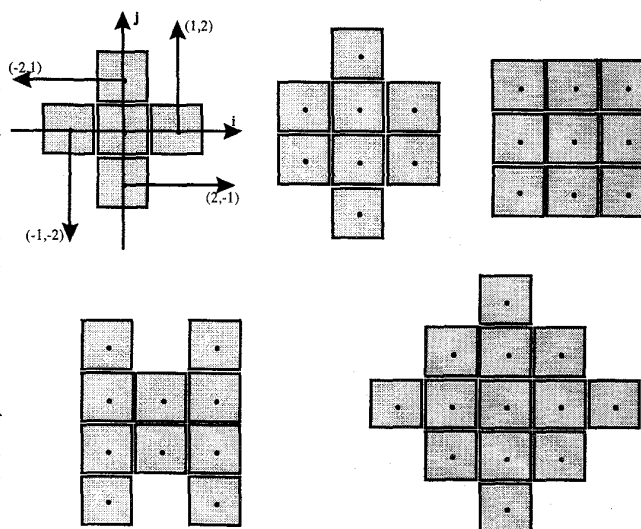 j
(1,2)
(-2,1)
i
(2,-1)
(-1,-2)